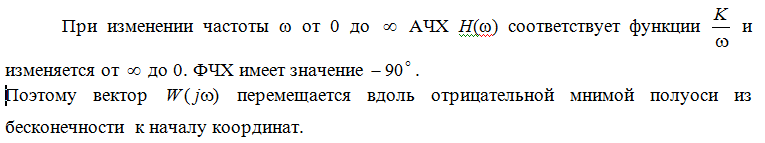 При изменении частоты ω от 0 до ∞ АЧХ H(ω) соответствует функции K/ω и
изменяется от ∞ до 0. ФЧХ имеет значение −90°.
Поэтому вектор W(jω) перемещается вдоль отрицательной мнимой полуоси из
бесконечности к началу координат.